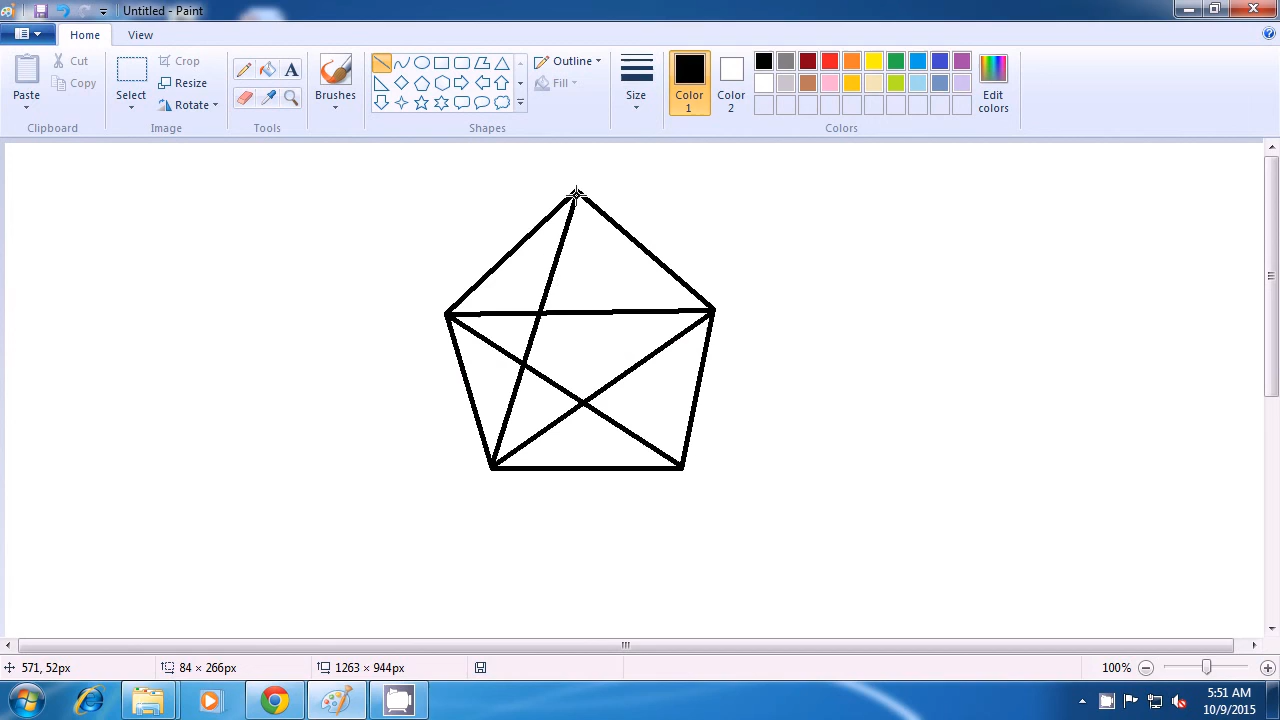 Untitled - Paint
Home View
Paste
Cut
Copy
Clipboard
Select
Crop
Resize
Rotate
Image
A
Tools
Brushes
Outline
Fill
Shapes
Size
Color 1
Color 2
Edit colors
Colors
571, 52px
84 × 266px
1263 × 944px
100%
5:51 AM
10/9/2015